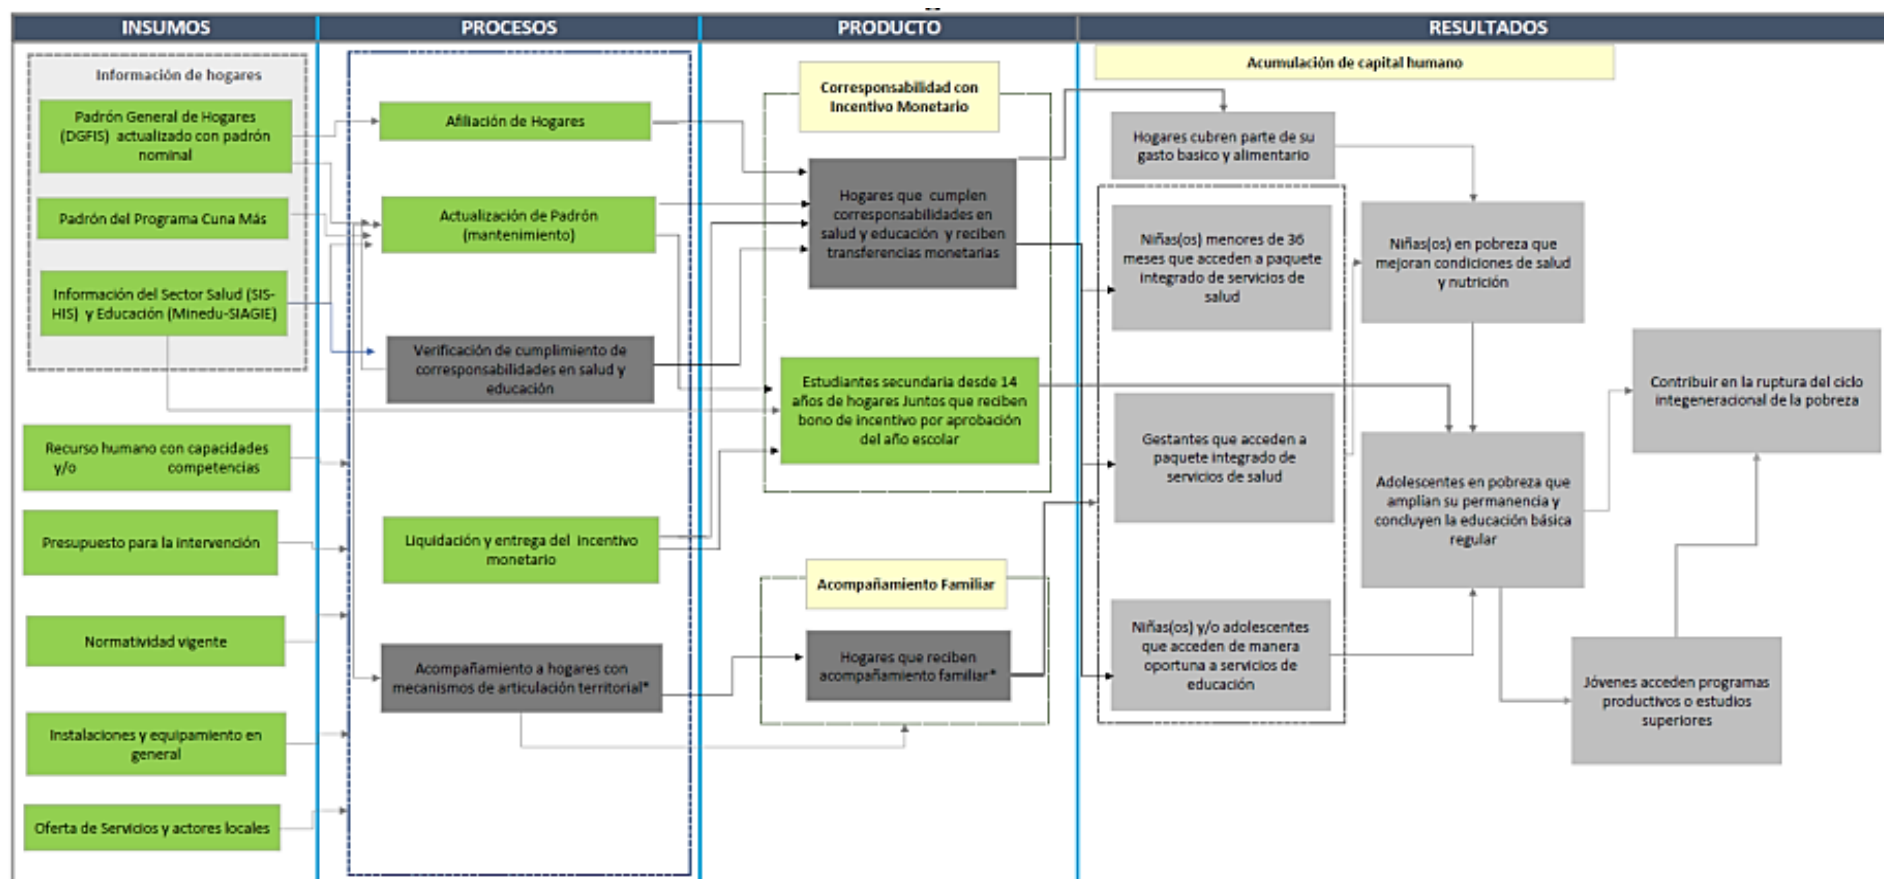 INSUMOS
PROCESOS
PRODUCTO
RESULTADOS
Información de hogares
Padrón General de Hogares
(DGFIS) actualizado con padrón
nominal
Padrón del Programa Cuna Más
Información del Sector Salud (SIS-
HIS) y Educación (Minedu-SIAGIE)
Recurso humano con capacidades
y/o competencias
Presupuesto para la intervención
Normatividad vigente
Instalaciones y equipamiento en
general
Oferta de Servicios y actores locales
Afiliación de Hogares
Actualización de Padrón
(mantenimiento)
Verificación de cumplimiento de
corresponsabilidades en salud y
educación
Liquidación y entrega del incentivo
monetario
Acompañamiento a hogares con
mecanismos de articulación territorial*
Corresponsabilidad con
Incentivo Monetario
Hogares que cumplen
corresponsabilidades en
salud y educación y reciben
transferencias monetarias
Estudiantes secundaria desde 14
años de hogares Juntos que reciben
bono de incentivo por aprobación
del año escolar
Acompañamiento Familiar
Hogares que reciben
acompañamiento familiar*
Acumulación de capital humano
Hogares cubren parte de su
gasto basico y alimentario
Niñas(os) menores de 36
meses que acceden a paquete
integrado de servicios de
salud
Gestantes que acceden a
paquete integrado de
servicios de salud
Niñas(os) y/o adolescentes
que acceden de manera
oportuna a servicios de
educación
Niñas(os) en pobreza que
mejoran condiciones de salud
y nutrición
Adolescentes en pobreza que
amplían su permanencia y
concluyen la educación básica
regular
Contribuir en la ruptura del ciclo
integeneracional de la pobreza
Jóvenes acceden programas
productivos o estudios
superiores